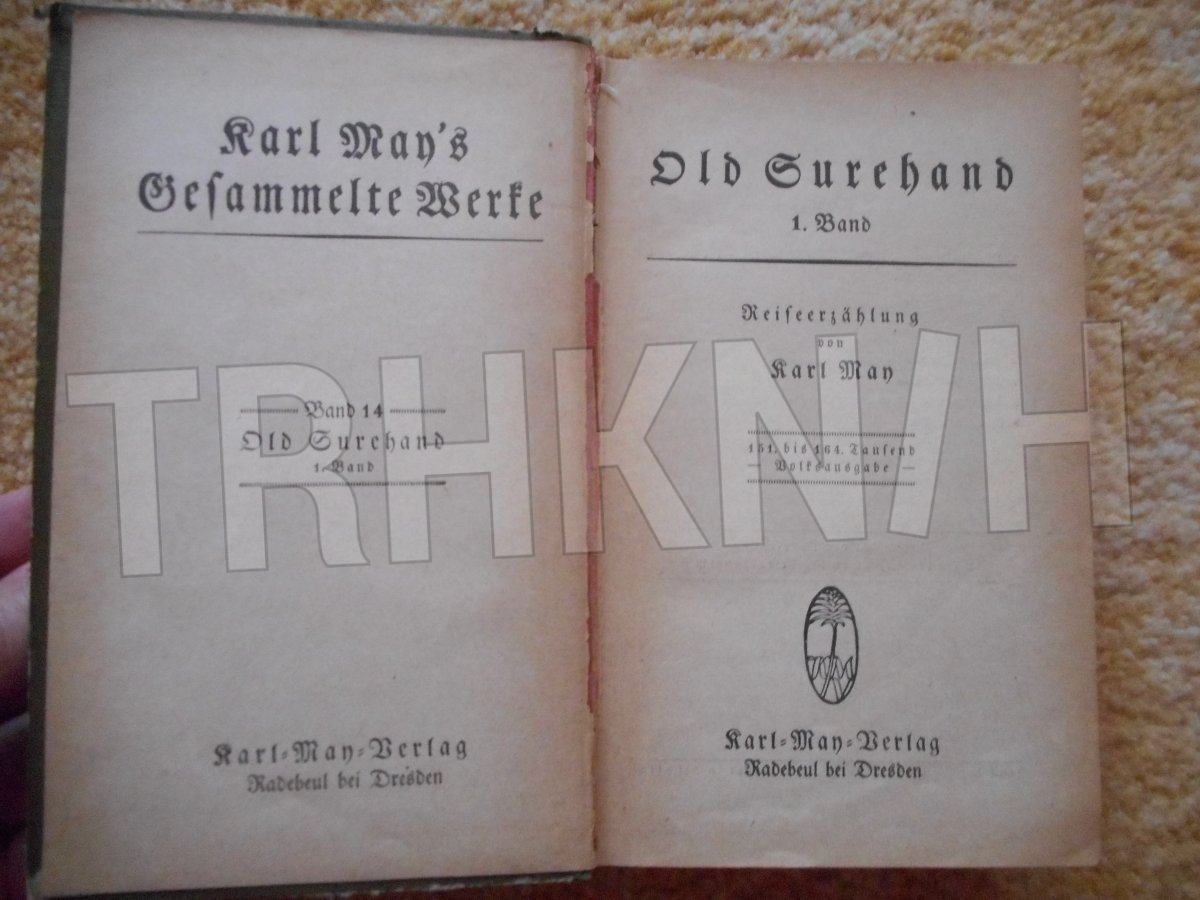 Karl May's
Gesammelte Werke
Band 14
Old Surehand
1. Band
Karl-May-Verlag
Radebeul bei Dresden
Old Surehand
1. Band
Reiseerzählung
von
Karl May
151. bis 164. Tausend
Volksausgabe
Karl-May-Verlag
Radebeul bei Dresden